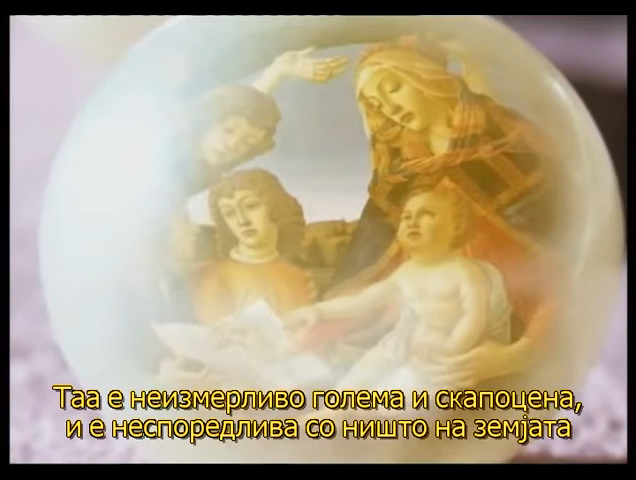 Таа е неизмерливо голема и скапоцена,
и е неспоредлива со ништо на земјата